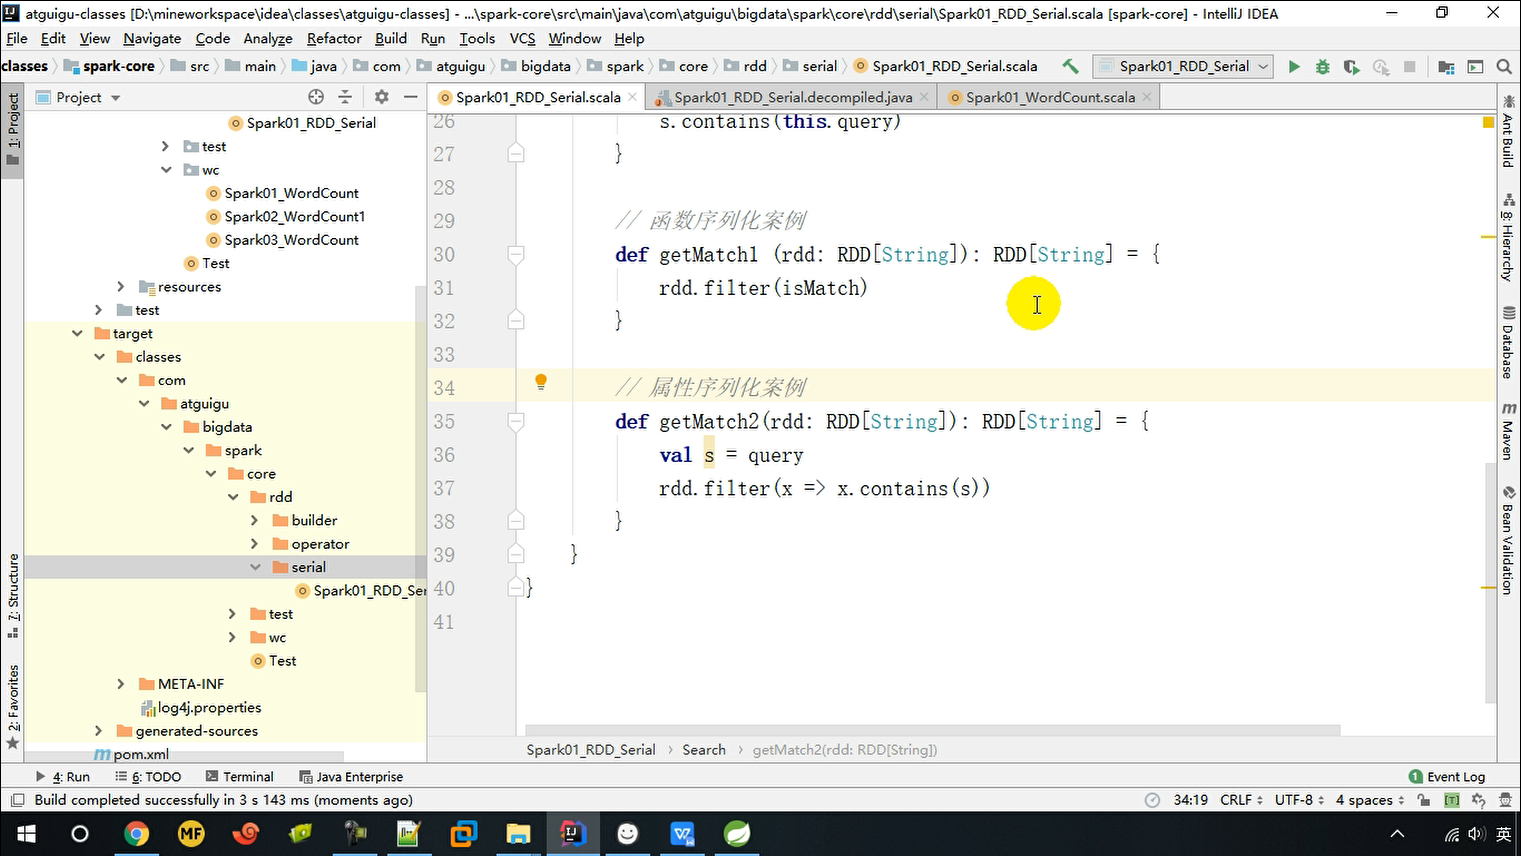 atguigu-classes [D:\mineworkspace\idea\classes\atguigu-classes] - ...\spark-core\src\main\java\com\atguigu\bigdata\spark\core\rdd\serial\Spark01_RDD_Serial.scala [spark-core] - IntelliJ IDEA
File Edit View Navigate Code Analyze Refactor Build Run Tools VCS Window Help
classes spark-core src main java com atguigu bigdata spark core rdd serial Spark01_RDD_Serial.scala Spark01_RDD_Serial
Project Spark01_RDD_Serial.scala Spark01_RDD_Serial.decompiled.java Spark01_WordCount.scala
1: Project
7: Structure
2: Favorites
Spark01_RDD_Serial
test
wc
Spark01_WordCount
Spark02_WordCount1
Spark03_WordCount
Test
resources
test
target
classes
com
atguigu
bigdata
spark
core
rdd
builder
operator
serial
Spark01_RDD_Ser
test
wc
Test
META-INF
log4j.properties
generated-sources
pom.xml
26 s.contains(this.query)
27 }
28
29 // 函数序列化案例
30 def getMatch1 (rdd: RDD[String]): RDD[String] = {
31 rdd.filter(isMatch)
32 }
33
34 // 属性序列化案例
35 def getMatch2(rdd: RDD[String]): RDD[String] = {
36 val s = query
37 rdd.filter(x => x.contains(s))
38 }
39 }
40 }
41
Spark01_RDD_Serial Search getMatch2(rdd: RDD[String])
Ant Build
8: Hierarchy
Database
Maven
Bean Validation
4: Run 6: TODO Terminal Java Enterprise 1 Event Log
Build completed successfully in 3 s 143 ms (moments ago) 34:19 CRLF UTF-8 4 spaces [T]
MF IJ 英